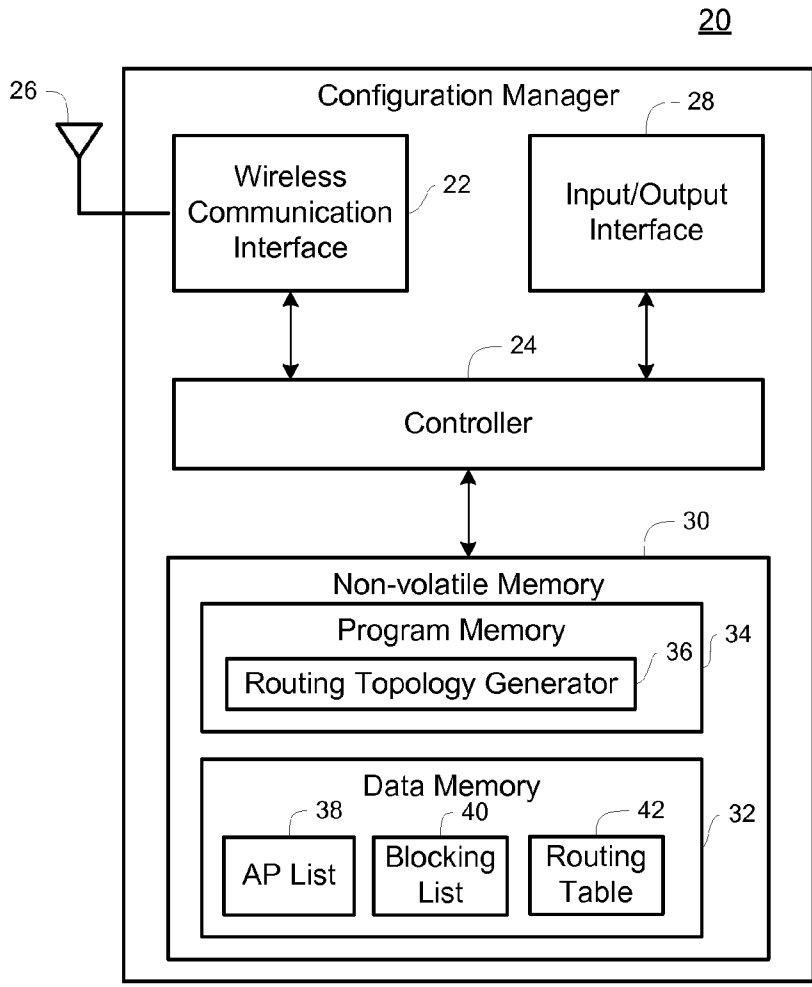 20
26
Configuration Manager
28
Wireless
Communication
Interface
22
Input/Output
Interface
24
Controller
30
Non-volatile Memory
Program Memory
34
36
Routing Topology Generator
Data Memory
32
38
40
42
AP List
Blocking
List
Routing
Table